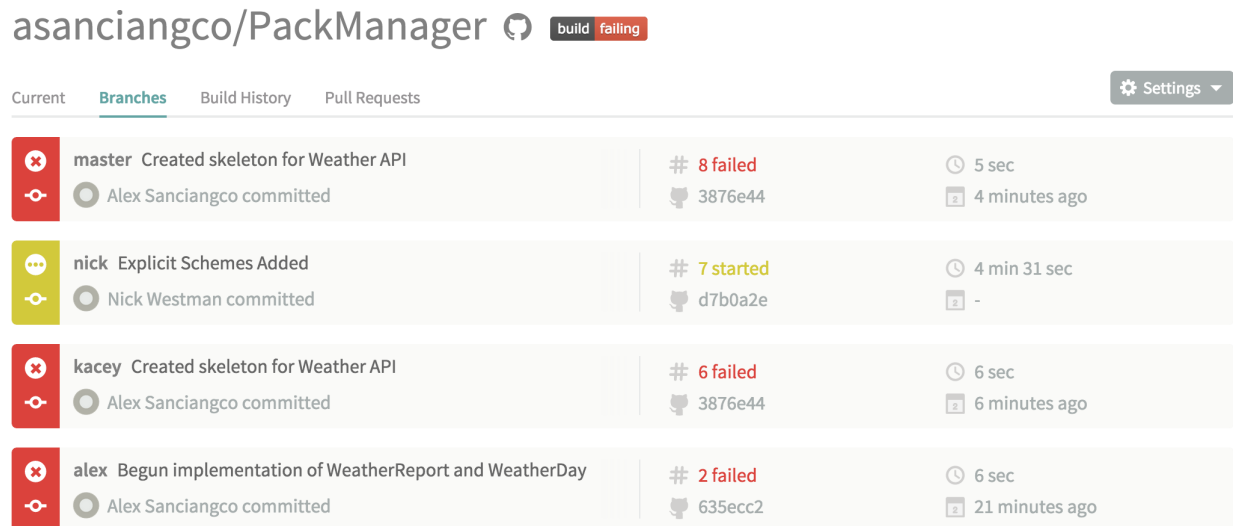 asanciangco/PackManager build failing
Current Branches Build History Pull Requests Settings
master Created skeleton for Weather API # 8 failed 5 sec
Alex Sanciangco committed 3876e44 2 4 minutes ago
nick Explicit Schemes Added # 7 started 4 min 31 sec
Nick Westman committed d7b0a2e 2 -
kacey Created skeleton for Weather API # 6 failed 6 sec
Alex Sanciangco committed 3876e44 2 6 minutes ago
alex Begun implementation of WeatherReport and WeatherDay # 2 failed 6 sec
Alex Sanciangco committed 635ecc2 2 21 minutes ago